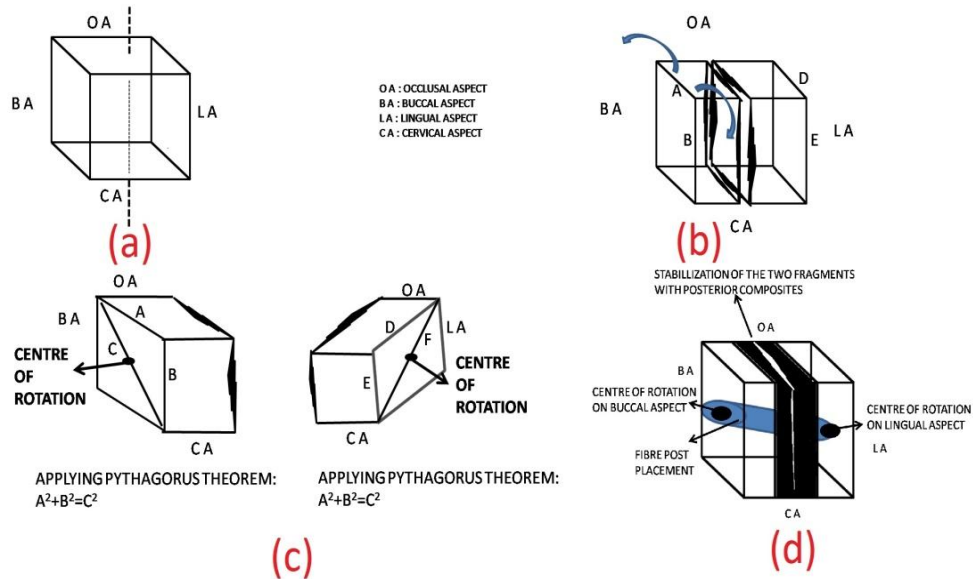 O A
B A
L A
C A
(a)
O A : OCCLUSAL ASPECT
B A : BUCCAL ASPECT
L A : LINGUAL ASPECT
C A : CERVICAL ASPECT
O A
A
D
B A
B
E
L A
C A
(b)
O A
B A
A
C
B
CENTRE
OF
ROTATION
C A
APPLYING PYTHAGORUS THEOREM:
A²+B²=C²
O A
D
L A
F
E
CENTRE
OF
ROTATION
C A
APPLYING PYTHAGORUS THEOREM:
A²+B²=C²
(c)
STABILLIZATION OF THE TWO FRAGMENTS
WITH POSTERIOR COMPOSITES
O A
B A
CENTRE OF ROTATION
ON BUCCAL ASPECT
CENTRE OF ROTATION
ON LINGUAL ASPECT
FIBRE POST
PLACEMENT
L A
C A
(d)